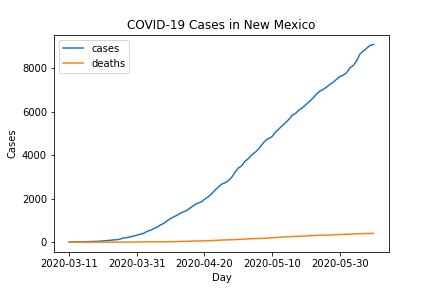 COVID-19 Cases in New Mexico
cases
deaths
8000
6000
4000
2000
0
Cases
2020-03-11 2020-03-31 2020-04-20 2020-05-10 2020-05-30
Day